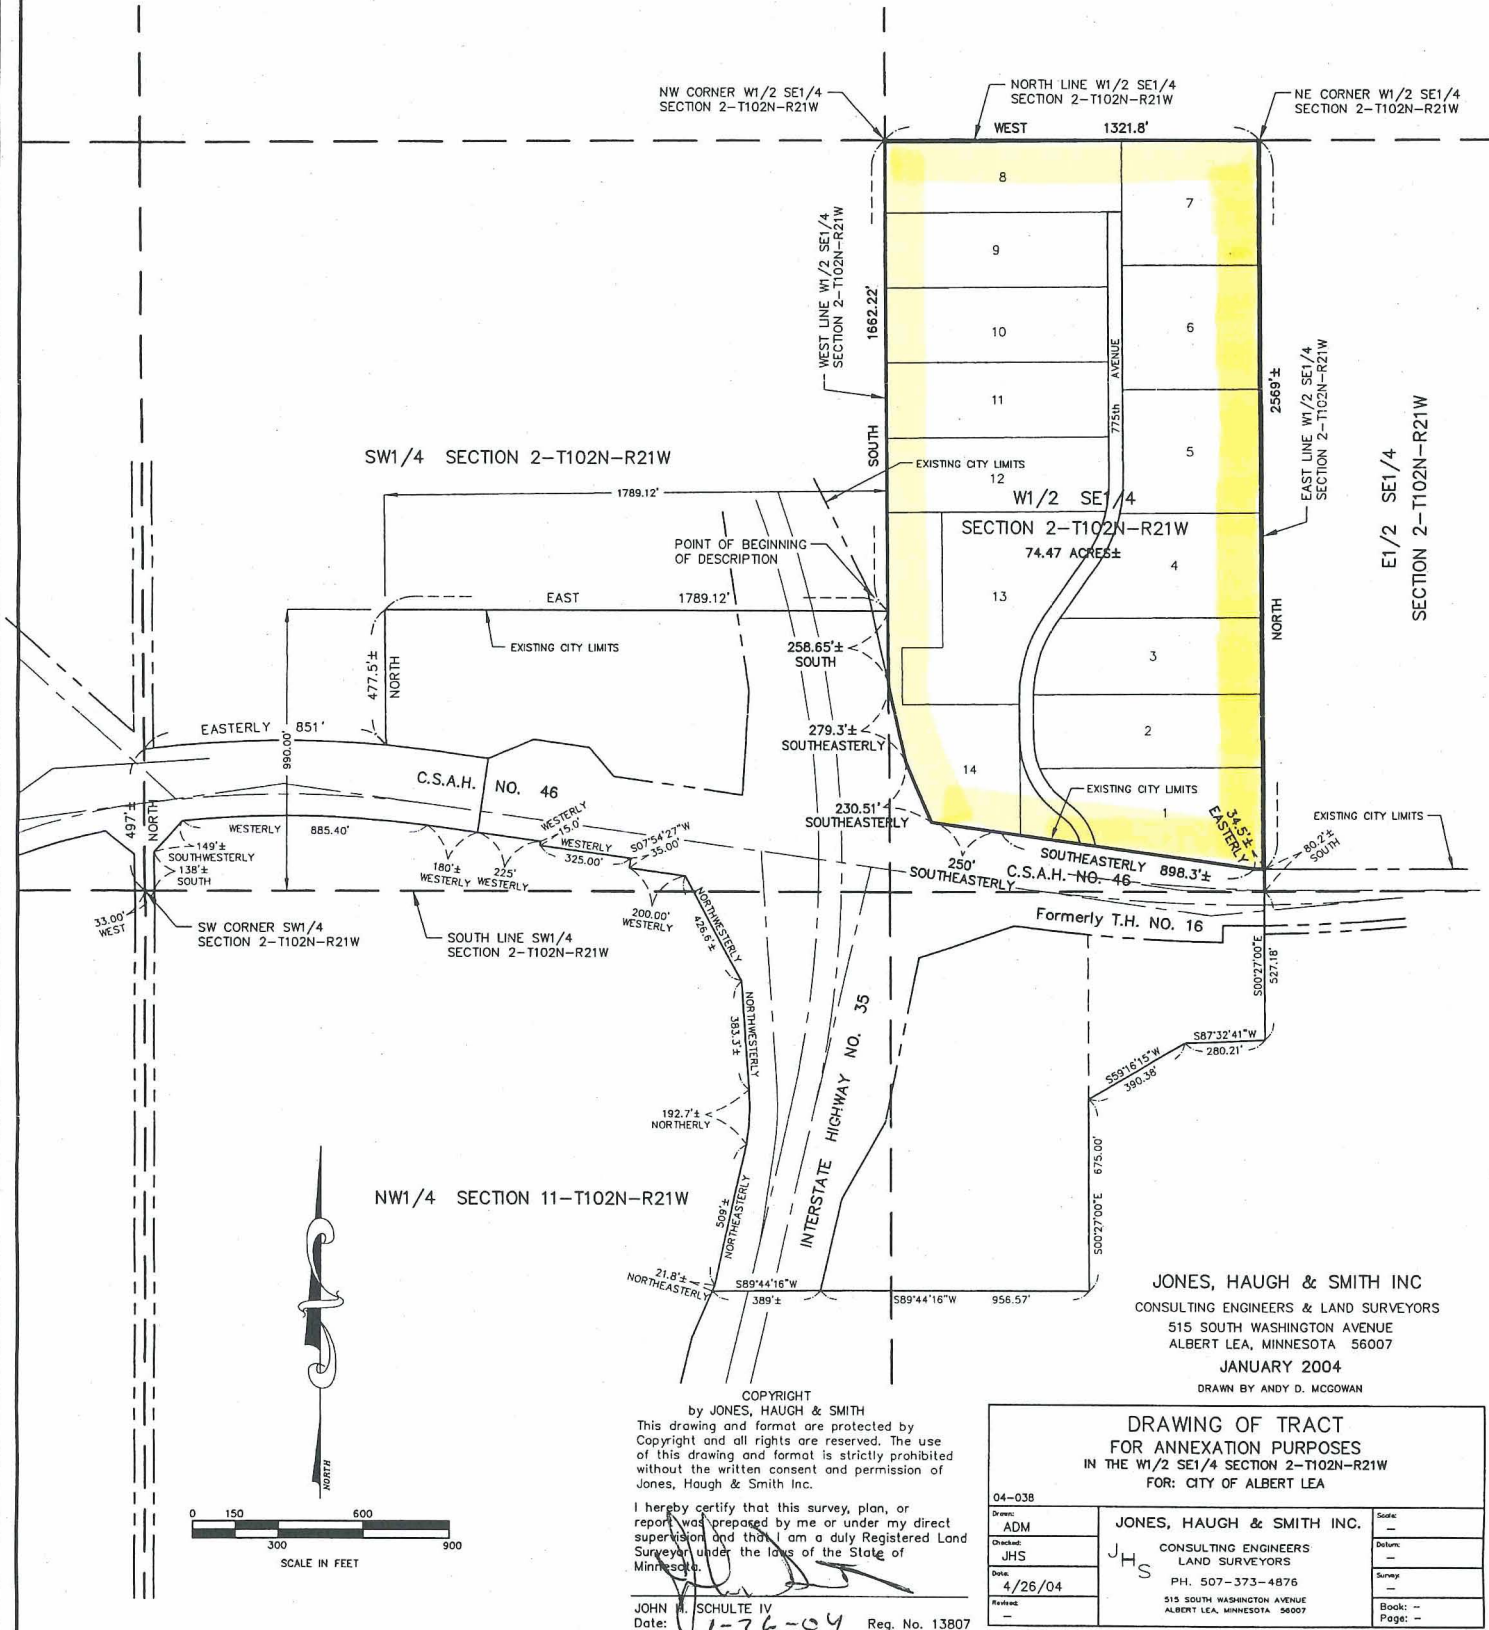 NW CORNER W1/2 SE1/4
SECTION 2-T102N-R21W
NORTH LINE W1/2 SE1/4
SECTION 2-T102N-R21W
NE CORNER W1/2 SE1/4
SECTION 2-T102N-R21W
WEST 1321.8'
8
7
9
WEST LINE W1/2 SE1/4
SECTION 2-T102N-R21W
1662.22'
SOUTH
10
6
775th AVENUE
11
5
2569'±
NORTH
EAST LINE W1/2 SE1/4
SECTION 2-T102N-R21W
E1/2 SE1/4
SECTION 2-T102N-R21W
SW1/4 SECTION 2-T102N-R21W
EXISTING CITY LIMITS
12
1789.12'
W1/2 SE1/4
SECTION 2-T102N-R21W
74.47 ACRES±
POINT OF BEGINNING
OF DESCRIPTION
4
13
EAST 1789.12'
EXISTING CITY LIMITS
258.65'±
SOUTH
3
477.5'±
NORTH
EASTERLY 851'
990.00'
279.3'±
SOUTHEASTERLY
2
14
C.S.A.H. NO. 46
EXISTING CITY LIMITS
1
230.51'
SOUTHEASTERLY
34.5'±
EASTERLY
EXISTING CITY LIMITS
80.2'±
SOUTH
497'±
NORTH
WESTERLY 885.40'
WESTERLY
15.0'
WESTERLY
325.00'
S07°54'27"W
35.00'
149'±
SOUTHWESTERLY
138'±
SOUTH
180'±
WESTERLY
225'
WESTERLY
250'
SOUTHEASTERLY
SOUTHEASTERLY 898.3'±
C.S.A.H. NO. 46
Formerly T.H. NO. 16
33.00'
WEST
SW CORNER SW1/4
SECTION 2-T102N-R21W
SOUTH LINE SW1/4
SECTION 2-T102N-R21W
200.00'
WESTERLY
NORTHWESTERLY
426.6'±
S00°27'00"E
527.18'
NORTHWESTERLY
383.3'±
INTERSTATE HIGHWAY NO. 35
S87°32'41"W
280.21'
S59°16'15"W
390.38'
192.7'±
NORTHERLY
S00°27'00"E 675.00'
NW1/4 SECTION 11-T102N-R21W
509'±
NORTHEASTERLY
21.8'±
NORTHEASTERLY
S89°44'16"W
389'±
S89°44'16"W 956.57'
NORTH
0 150 600
300 900
SCALE IN FEET
JONES, HAUGH & SMITH INC
CONSULTING ENGINEERS & LAND SURVEYORS
515 SOUTH WASHINGTON AVENUE
ALBERT LEA, MINNESOTA 56007
JANUARY 2004
DRAWN BY ANDY D. MCGOWAN
COPYRIGHT
by JONES, HAUGH & SMITH
This drawing and format are protected by
Copyright and all rights are reserved. The use
of this drawing and format is strictly prohibited
without the written consent and permission of
Jones, Haugh & Smith Inc.
I hereby certify that this survey, plan, or
report was prepared by me or under my direct
supervision and that I am a duly Registered Land
Surveyor under the laws of the State of
Minnesota.
JOHN SCHULTE IV
Date: Reg. No. 13807
DRAWING OF TRACT
FOR ANNEXATION PURPOSES
IN THE W1/2 SE1/4 SECTION 2-T102N-R21W
FOR: CITY OF ALBERT LEA
04-038
Drawn:
ADM
Checked:
JHS
Date:
4/26/04
Revised:
–
JONES, HAUGH & SMITH INC.
JHS
CONSULTING ENGINEERS
LAND SURVEYORS
PH. 507-373-4876
515 SOUTH WASHINGTON AVENUE
ALBERT LEA, MINNESOTA 56007
Scale:
–
Datum:
–
Survey:
–
Book: –
Page: –